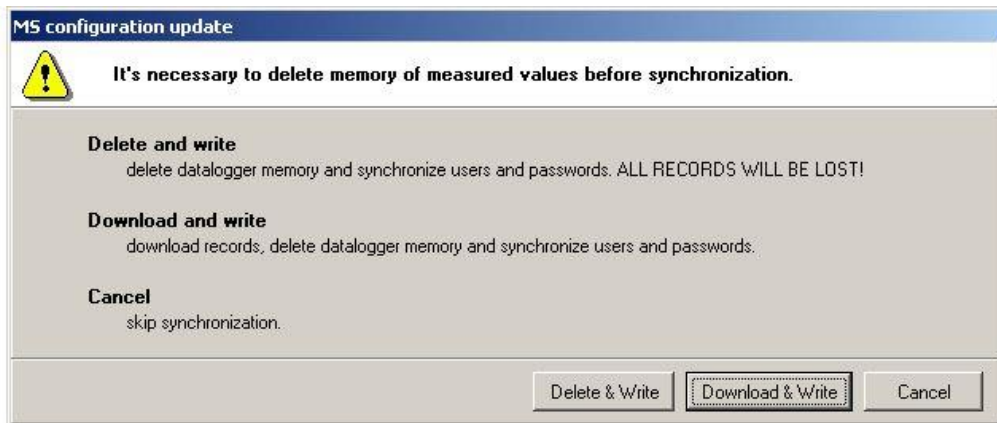 MS configuration update
It's necessary to delete memory of measured values before synchronization.
Delete and write
delete datalogger memory and synchronize users and passwords. ALL RECORDS WILL BE LOST!
Download and write
download records, delete datalogger memory and synchronize users and passwords.
Cancel
skip synchronization.
Delete & Write Download & Write Cancel